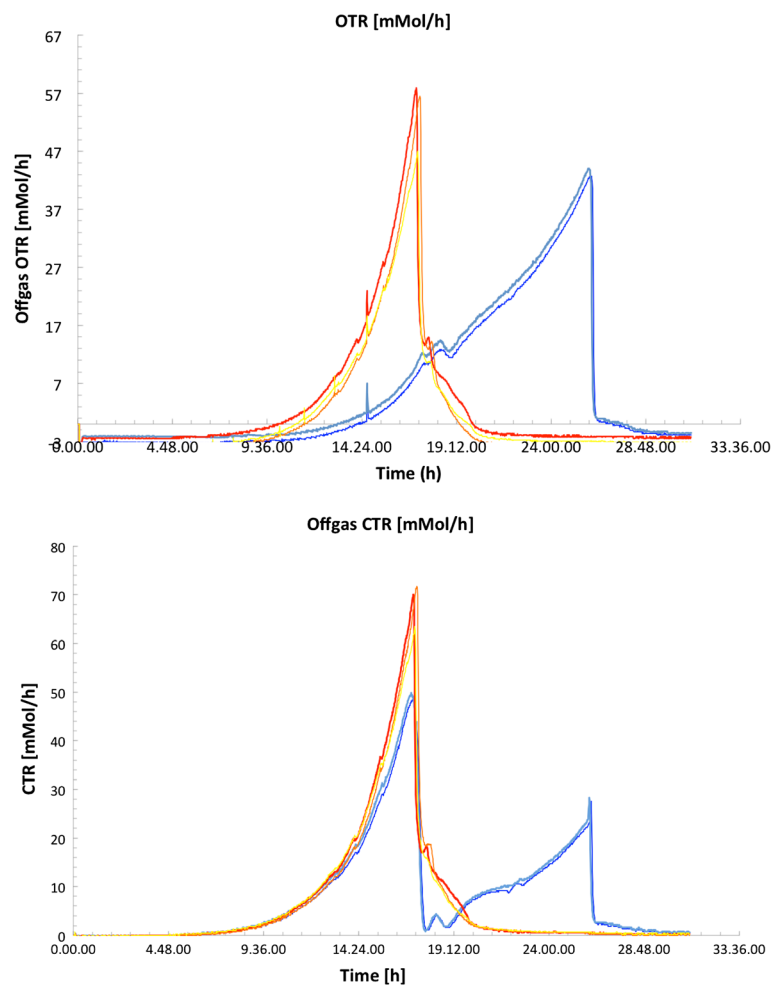 OTR [mMol/h]
67
57
47
37
27
17
7
-3
Offgas OTR [mMol/h]
0.00.00 4.48.00 9.36.00 14.24.00 19.12.00 24.00.00 28.48.00 33.36.00
Time (h)
Offgas CTR [mMol/h]
80
70
60
50
40
30
20
10
0
CTR [mMol/h]
0.00.00 4.48.00 9.36.00 14.24.00 19.12.00 24.00.00 28.48.00 33.36.00
Time [h]